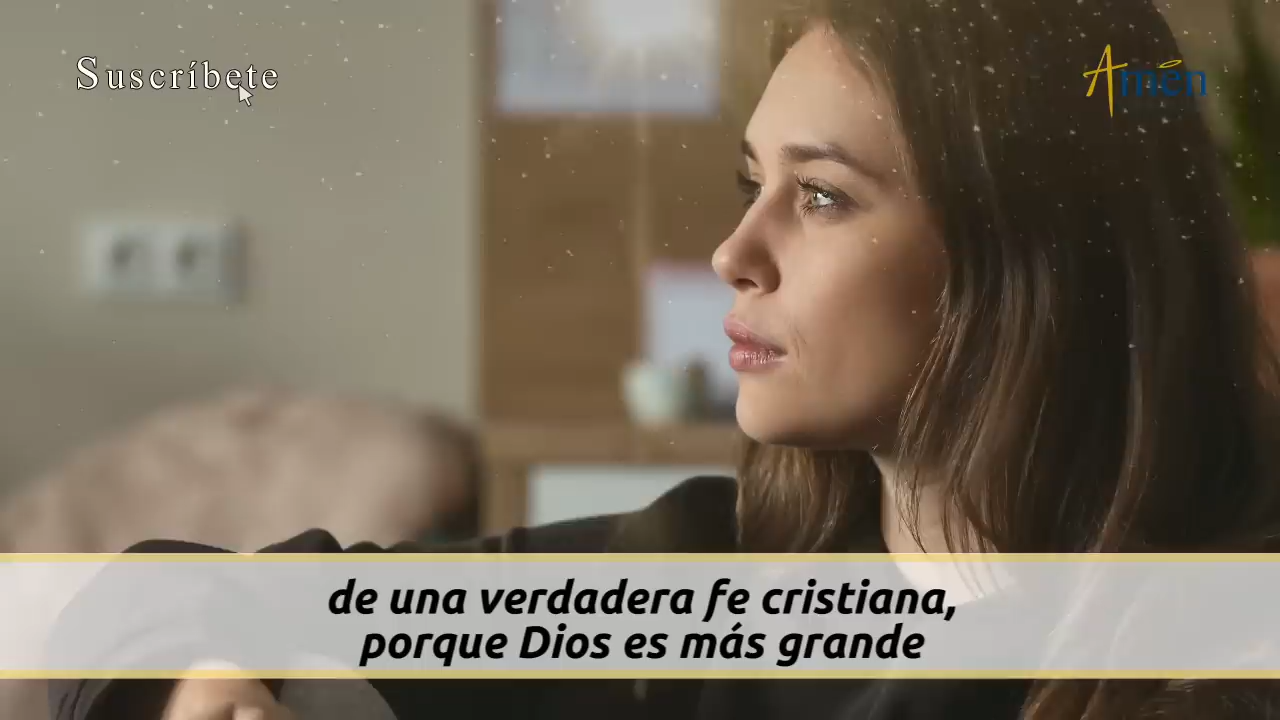 Suscríbete
Amén
de una verdadera fe cristiana,
porque Dios es más grande